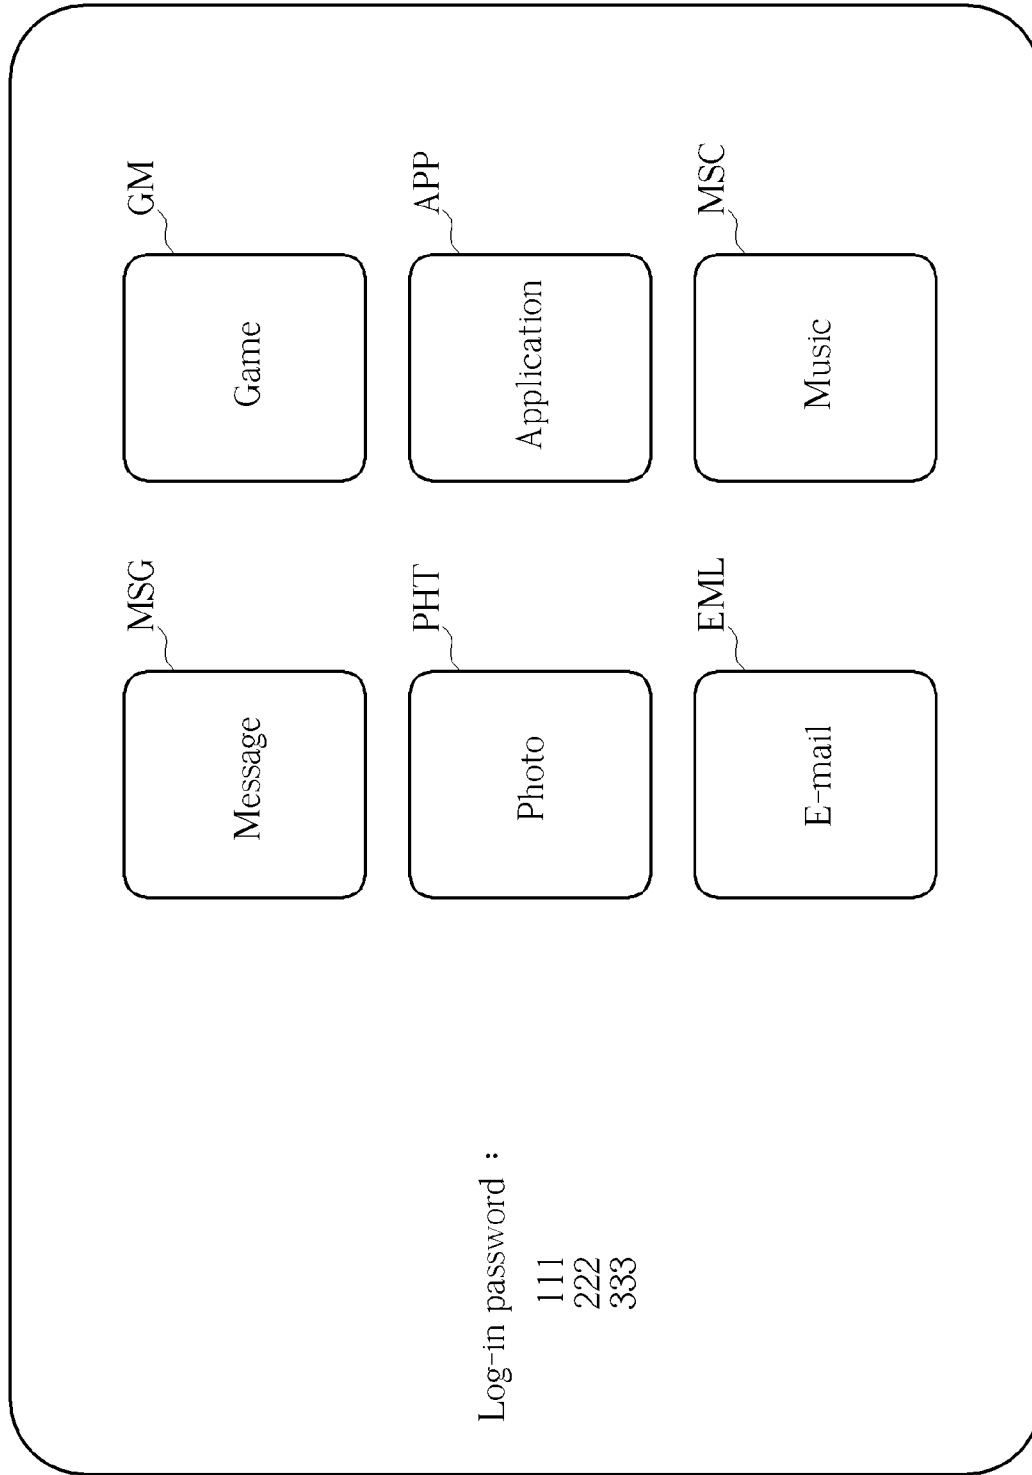 Log-in password :
111
222
333
MSG
GM
Message
Game
PHT
APP
Photo
Application
EML
MSC
E-mail
Music